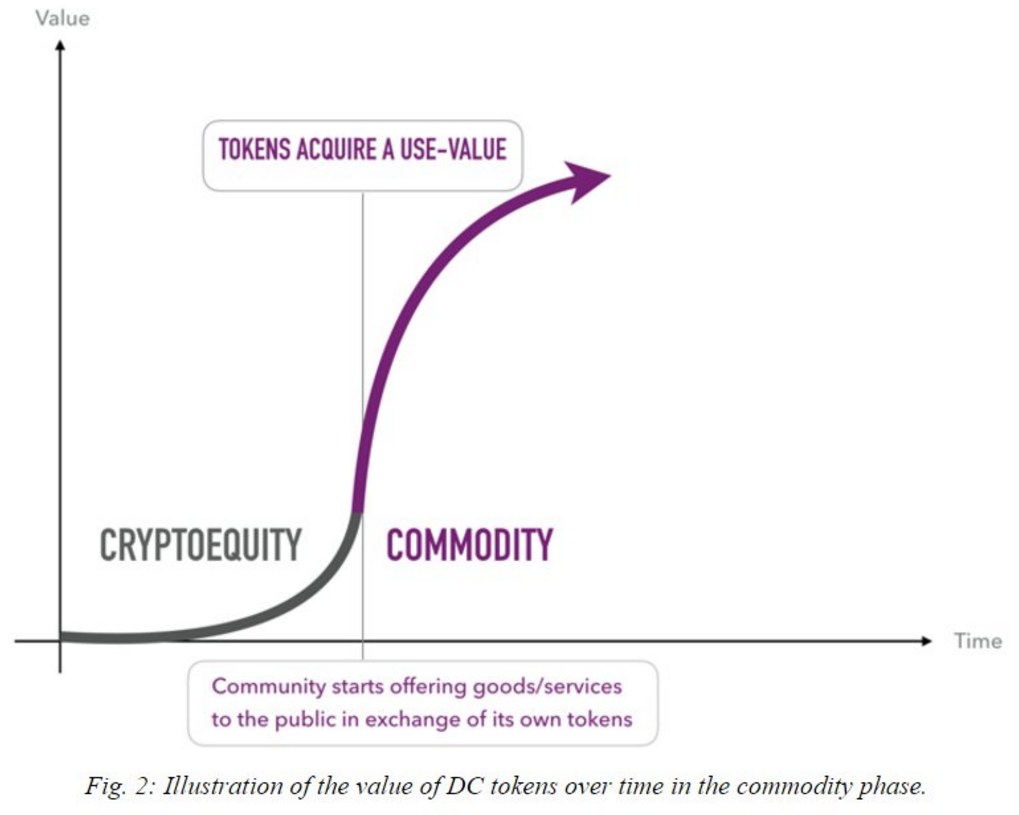 Value
TOKENS ACQUIRE A USE-VALUE
CRYPTOEQUITY
COMMODITY
Time
Community starts offering goods/services
to the public in exchange of its own tokens
Fig. 2: Illustration of the value of DC tokens over time in the commodity phase.